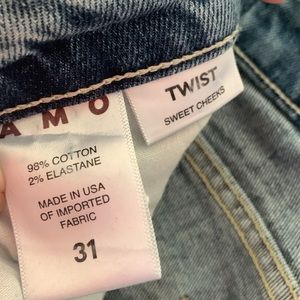 AMO
TWIST
SWEET CHEEKS
98% COTTON
2% ELASTANE
MADE IN USA
OF IMPORTED
FABRIC
31